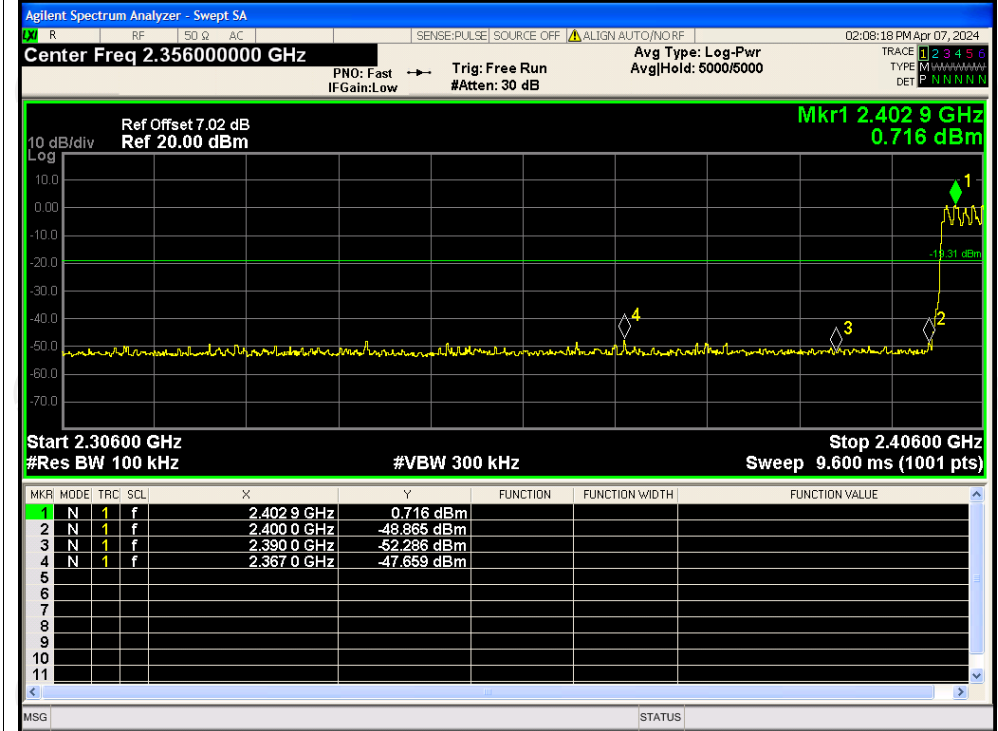 Agilent Spectrum Analyzer - Swept SA
LXI R RF 50 Ω AC SENSE:PULSE SOURCE OFF ALIGN AUTO/NO RF 02:08:18 PM Apr 07, 2024
Center Freq 2.356000000 GHz
PNO: Fast
IFGain:Low
Trig: Free Run
#Atten: 30 dB
Avg Type: Log-Pwr
Avg|Hold: 5000/5000
TRACE 1 2 3 4 5 6
TYPE M
DET P N N N N N
Mkr1 2.402 9 GHz
0.716 dBm
Ref Offset 7.02 dB
10 dB/div Ref 20.00 dBm
Log
10.0
0.00
-10.0
-20.0
-30.0
-40.0
-50.0
-60.0
-70.0
1
-19.31 dBm
4
3
2
Start 2.30600 GHz Stop 2.40600 GHz
#Res BW 100 kHz #VBW 300 kHz Sweep 9.600 ms (1001 pts)
MKR MODE TRC SCL X Y FUNCTION FUNCTION WIDTH FUNCTION VALUE
1 N 1 f 2.402 9 GHz 0.716 dBm
2 N 1 f 2.400 0 GHz -48.865 dBm
3 N 1 f 2.390 0 GHz -52.286 dBm
4 N 1 f 2.367 0 GHz -47.659 dBm
5
6
7
8
9
10
11
MSG STATUS